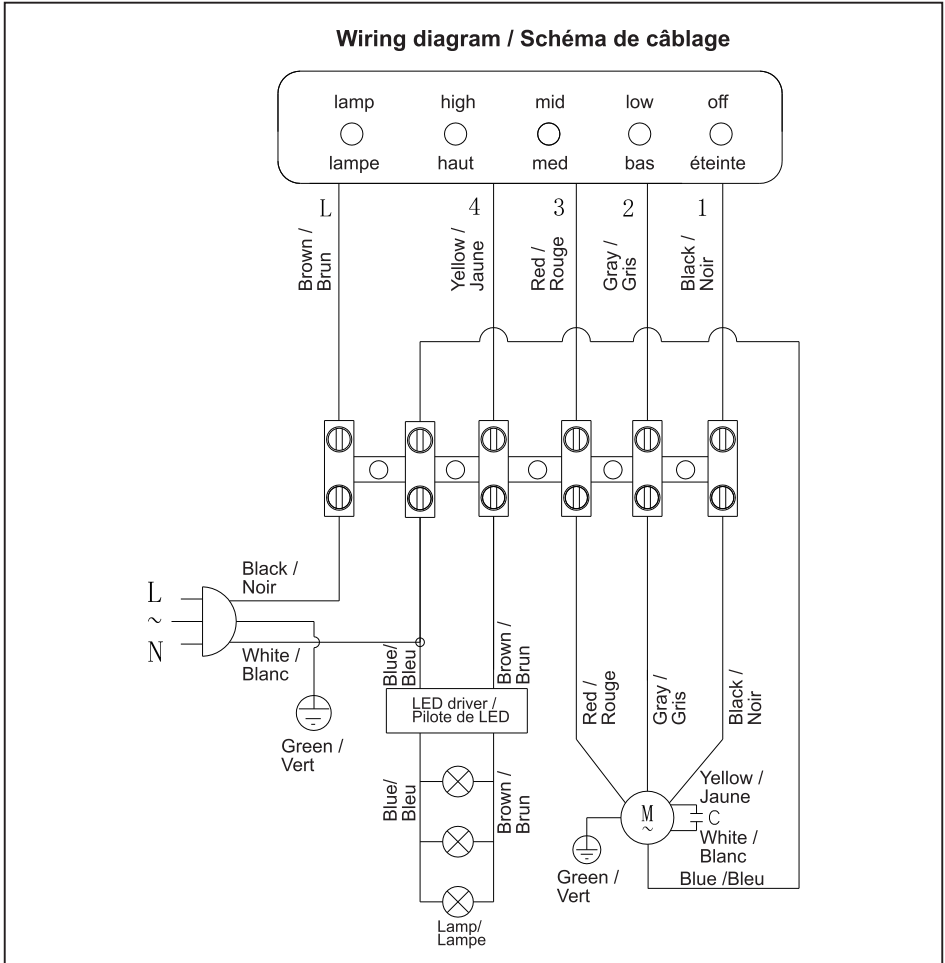 Wiring diagram / Schéma de câblage
lamp
high
mid
low
off
lampe
haut
med
bas
éteinte
L
4
3
2
1
Brown /
Brun
Yellow /
Jaune
Red /
Rouge
Gray /
Gris
Black /
Noir
Black /
Noir
L
~
N
White /
Blanc
Green /
Vert
Blue/
Bleu
Brown /
Brun
LED driver /
Pilote de LED
Blue/
Bleu
Brown /
Brun
Lamp/
Lampe
Red /
Rouge
Gray /
Gris
Black /
Noir
Yellow /
Jaune
M
~
C
White /
Blanc
Green /
Vert
Blue /Bleu